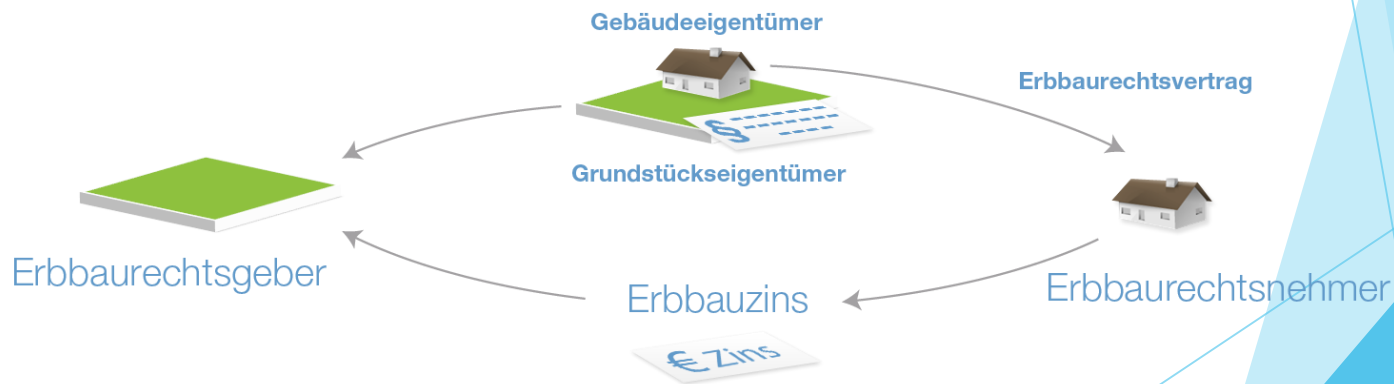 Gebäudeeigentümer
Erbbaurechtsvertrag
§
Grundstückseigentümer
Erbbaurechtsgeber
Erbbaurechtsnehmer
Erbbauzins
€ Zins